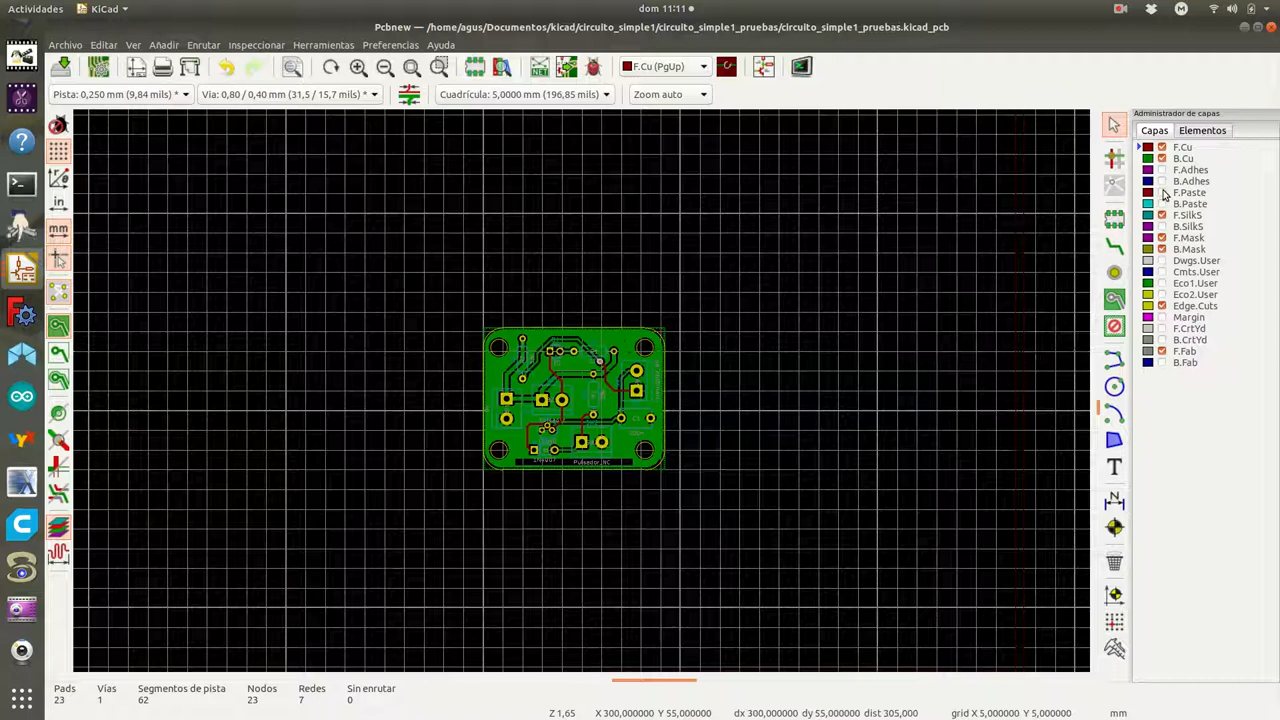 Actividades
KiCad
dom 11:11
Pcbnew — /home/agus/Documentos/kicad/circuito_simple1/circuito_simple1_pruebas/circuito_simple1_pruebas.kicad_pcb
Archivo Editar Ver Añadir Enrutar Inspeccionar Herramientas Preferencias Ayuda
NET
F.Cu (PgUp)
Pista: 0,250 mm (9,84 mils) *
Via: 0,80 / 0,40 mm (31,5 / 15,7 mils) *
Cuadrícula: 5,0000 mm (196,85 mils)
Zoom auto
in
mm
Administrador de capas
Capas Elementos
F.Cu
B.Cu
F.Adhes
B.Adhes
F.Paste
B.Paste
F.SilkS
B.SilkS
F.Mask
B.Mask
Dwgs.User
Cmts.User
Eco1.User
Eco2.User
Edge.Cuts
Margin
F.CrtYd
B.CrtYd
F.Fab
B.Fab
T
N
Pulsador_NC
Pads Vías Segmentos de pista Nodos Redes Sin enrutar
23 1 62 23 7 0
Z 1,65 X 300,000000 Y 55,000000 dx 300,000000 dy 55,000000 dist 305,000 grid X 5,000000 Y 5,000000 mm